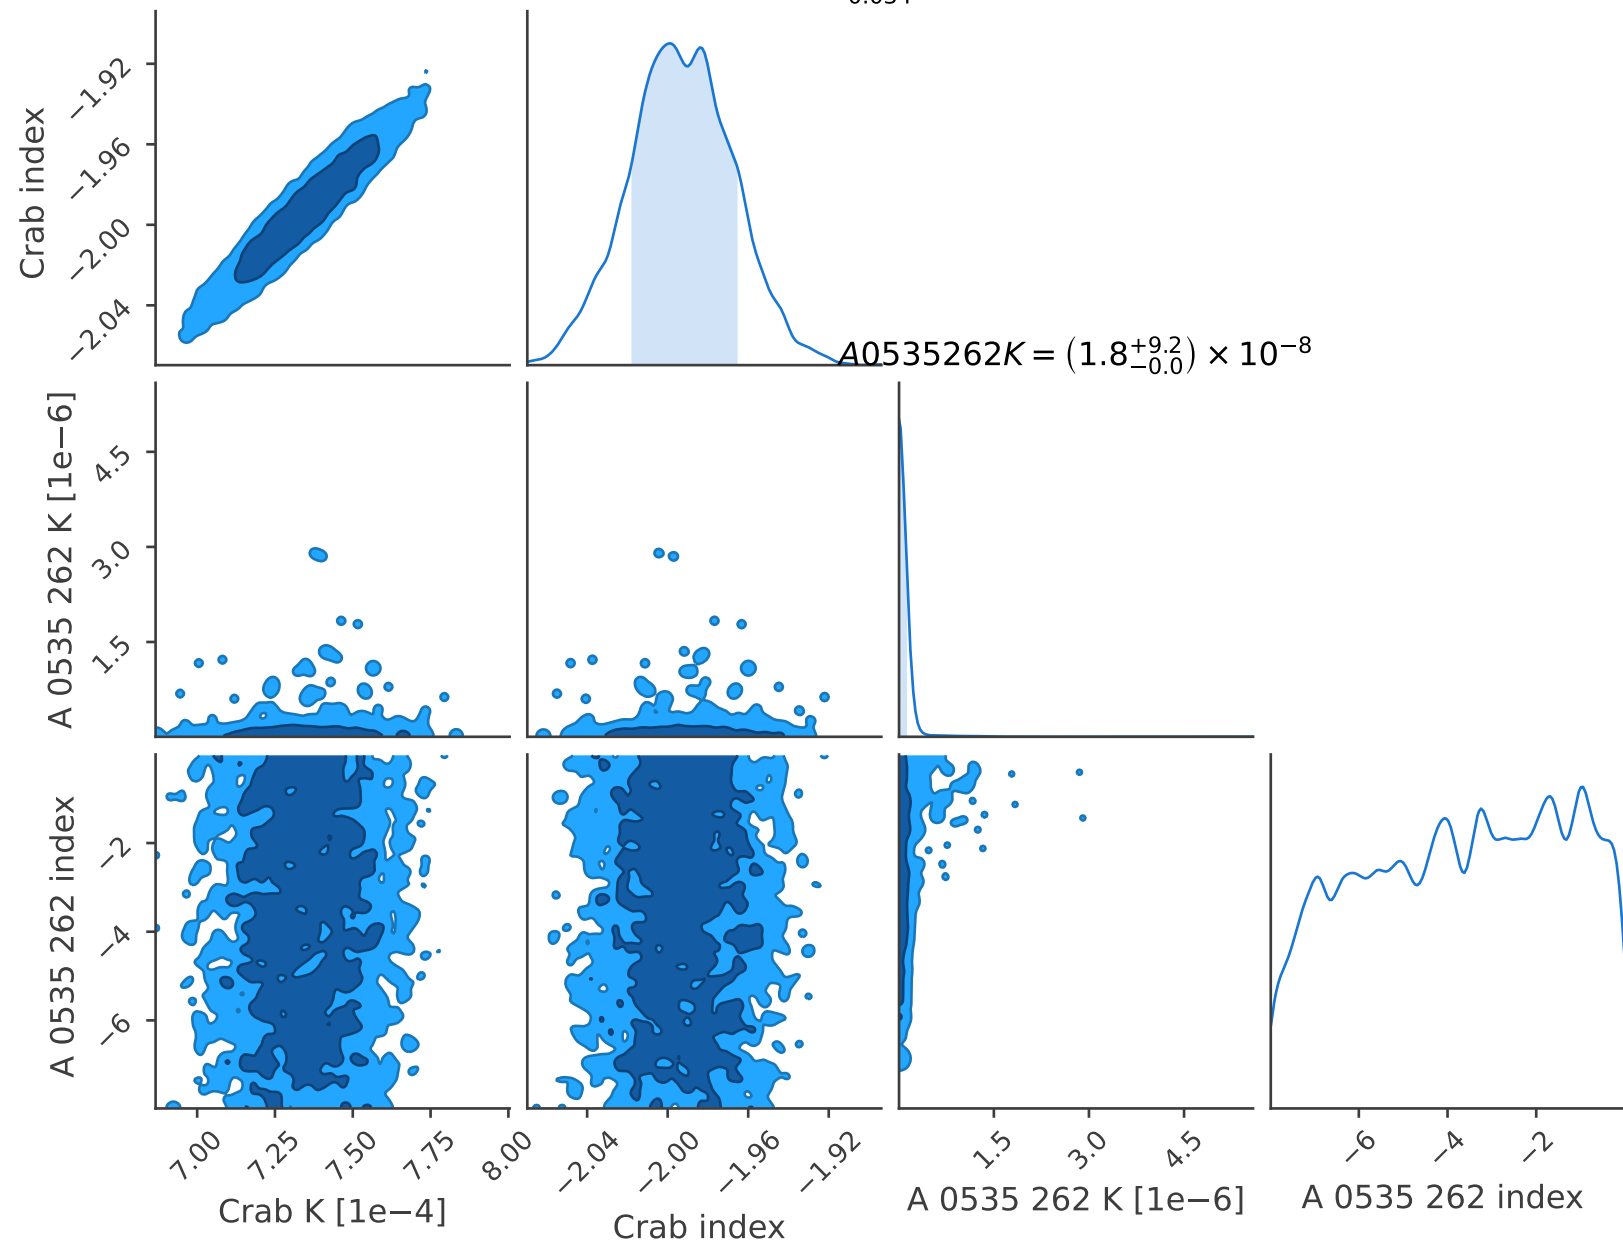 Crab index
−1.92
−1.96
−2.00
−2.04
A0535262K = (1.8 +9.2 −0.0) × 10−8
A 0535 262 K [1e−6]
4.5
3.0
1.5
A 0535 262 index
−2
−4
−6
7.00 7.25 7.50 7.75 8.00
−2.04 −2.00 −1.96 −1.92
1.5 3.0 4.5
−6 −4 −2
Crab K [1e−4]
Crab index
A 0535 262 K [1e−6]
A 0535 262 index